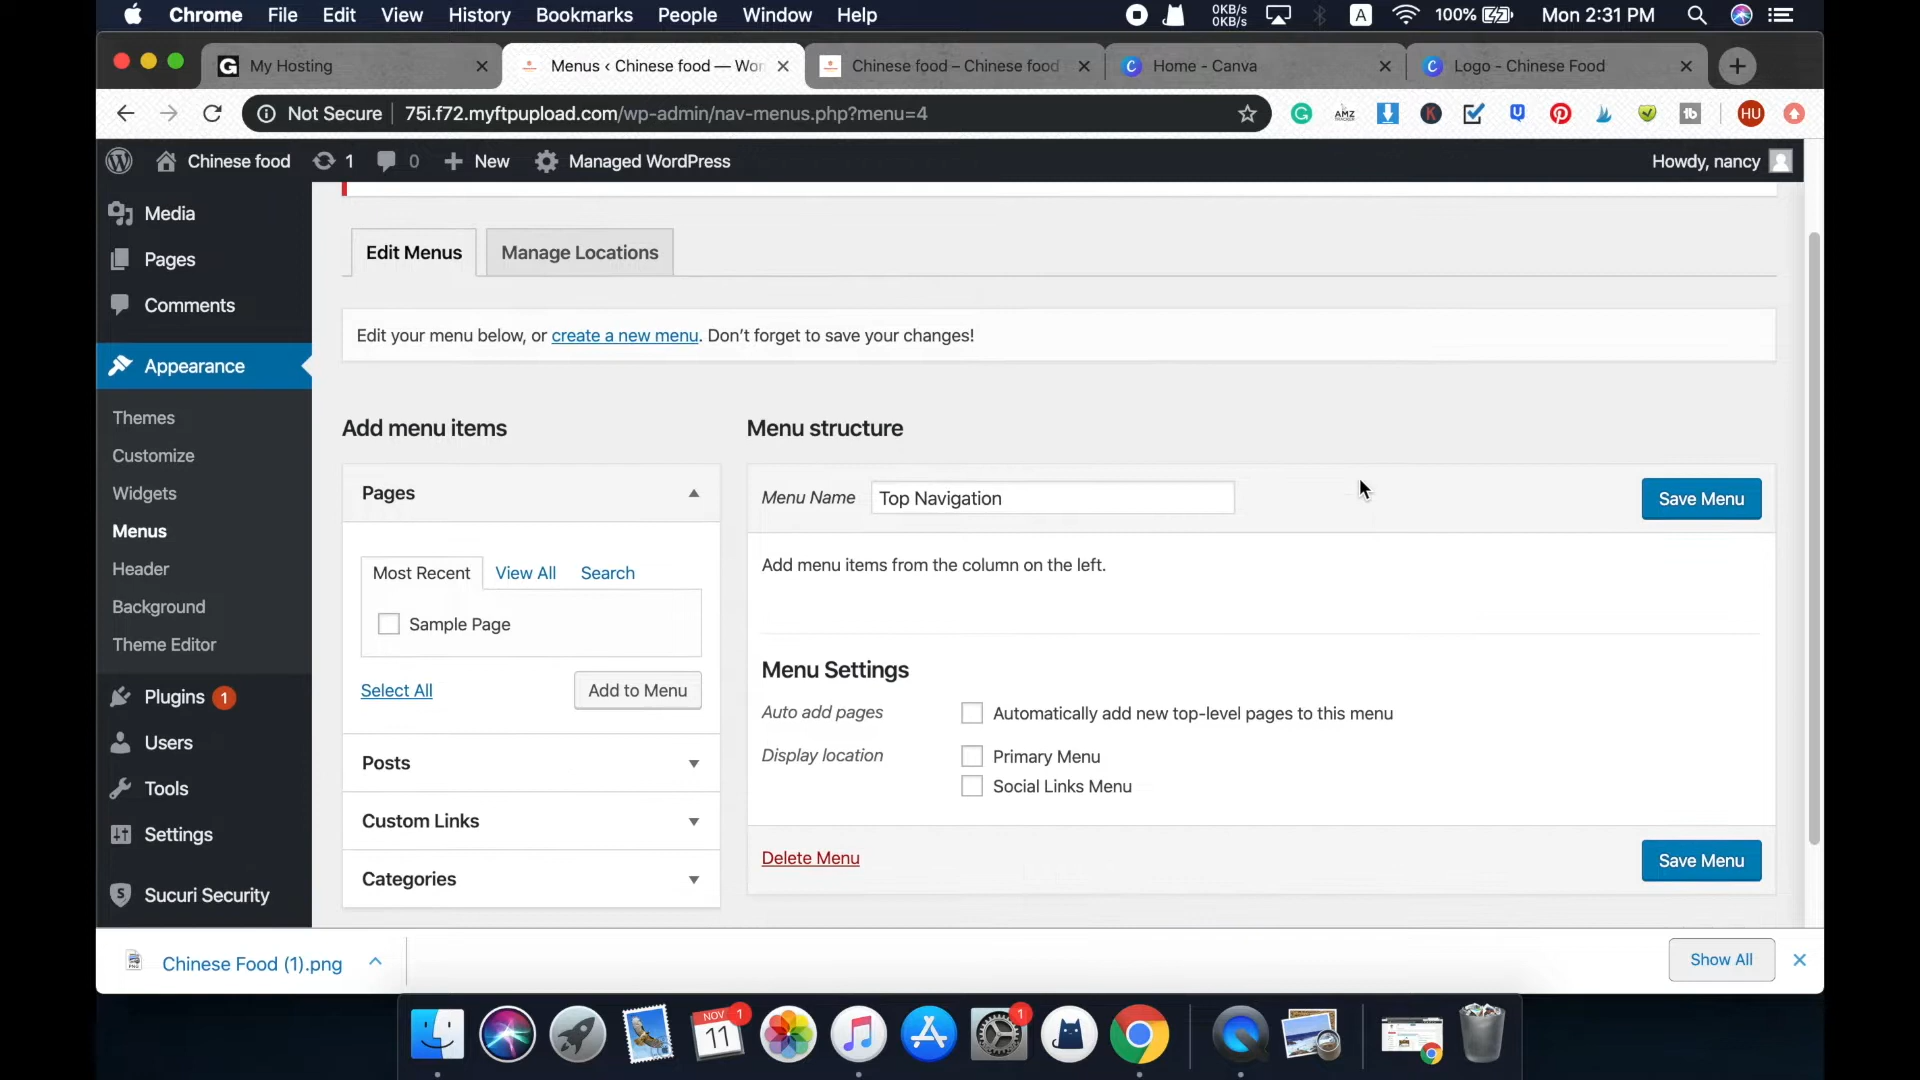 Chrome File Edit View History Bookmarks People Window Help 0KB/s 0KB/s A 100% Mon 2:31 PM
G My Hosting Menus ‹ Chinese food — Wor Chinese food – Chinese food C Home - Canva C Logo - Chinese Food
Not Secure 75i.f72.myftpupload.com/wp-admin/nav-menus.php?menu=4 AMZ K tb HU
Chinese food 1 0 New Managed WordPress Howdy, nancy
Media
Pages
Comments
Appearance
Themes
Customize
Widgets
Menus
Header
Background
Theme Editor
Plugins 1
Users
Tools
Settings
Sucuri Security
Edit Menus Manage Locations
Edit your menu below, or create a new menu. Don’t forget to save your changes!
Add menu items
Pages
Most Recent View All Search
Sample Page
Select All Add to Menu
Posts
Custom Links
Categories
Menu structure
Menu Name Top Navigation Save Menu
Add menu items from the column on the left.
Menu Settings
Auto add pages Automatically add new top-level pages to this menu
Display location Primary Menu
Social Links Menu
Delete Menu Save Menu
Chinese Food (1).png Show All
NOV 11 1 1